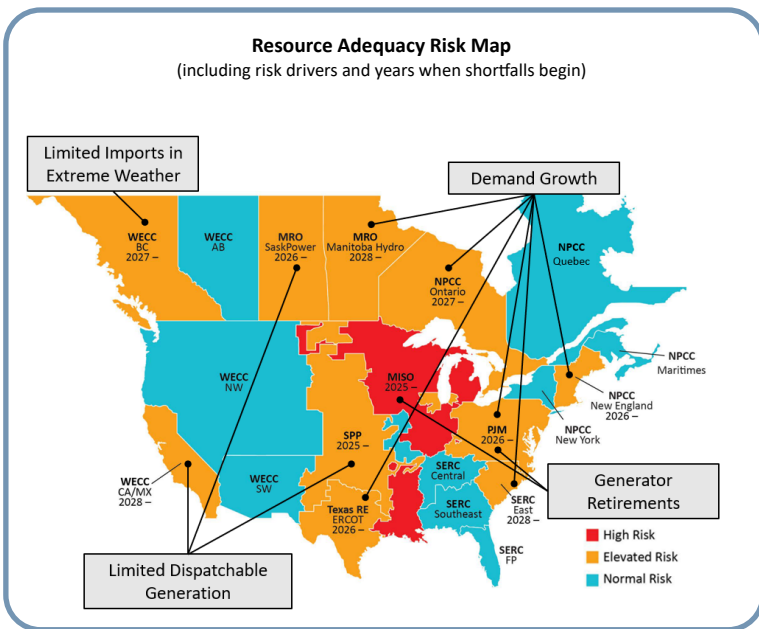 Resource Adequacy Risk Map
(including risk drivers and years when shortfalls begin)
Limited Imports in
Extreme Weather
Demand Growth
WECC
BC
2027 –
WECC
AB
MRO
SaskPower
2026 –
MRO
Manitoba Hydro
2028 –
NPCC
Ontario
2027 –
NPCC
Quebec
NPCC
Maritimes
WECC
NW
MISO
2025 –
NPCC
New England
2026 –
NPCC
New York
PJM
2026 –
SPP
2025 –
WECC
CA/MX
2028 –
WECC
SW
SERC
Central
SERC
East
2028 –
Generator
Retirements
Texas RE
ERCOT
2026 –
SERC
Southeast
SERC
FP
Limited Dispatchable
Generation
High Risk
Elevated Risk
Normal Risk